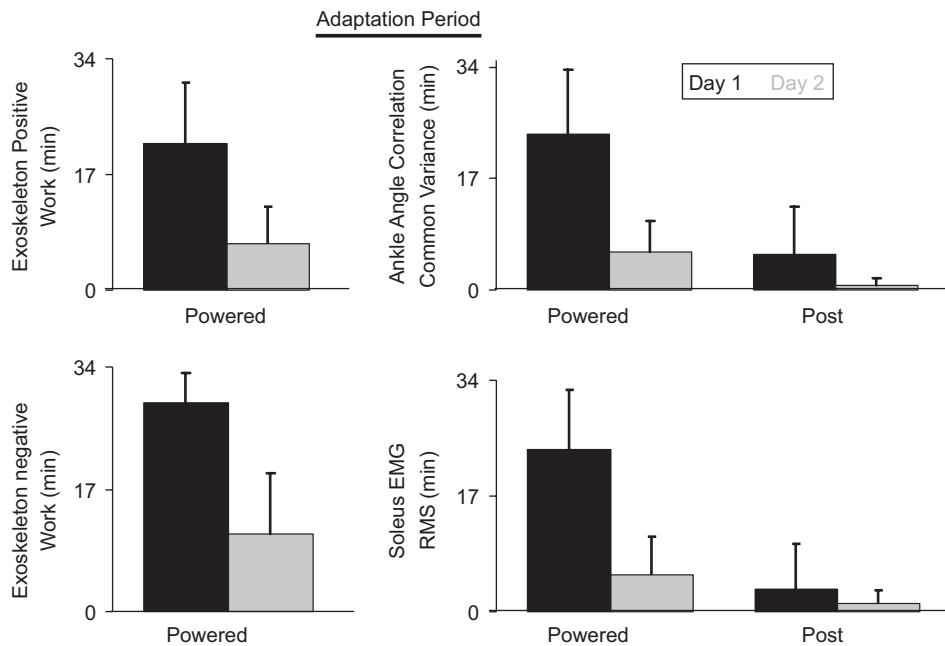 Adaptation Period
34
17
0
Exoskeleton Positive
Work (min)
Powered
34
17
0
Ankle Angle Correlation
Common Variance (min)
Day 1 Day 2
Powered Post
34
17
0
Exoskeleton negative
Work (min)
Powered
34
17
0
Soleus EMG
RMS (min)
Powered Post